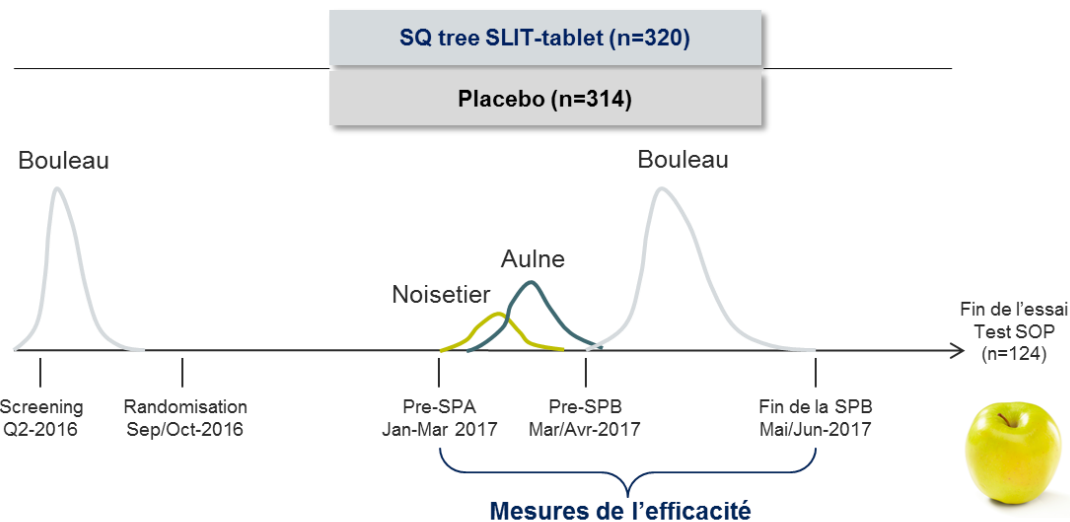 SQ tree SLIT-tablet (n=320)
Placebo (n=314)
Bouleau
Bouleau
Aulne
Noisetier
Fin de l'essai
Test SOP
(n=124)
Screening
Q2-2016
Randomisation
Sep/Oct-2016
Pre-SPA
Jan-Mar 2017
Pre-SPB
Mar/Avr-2017
Fin de la SPB
Mai/Jun-2017
Mesures de l'efficacité